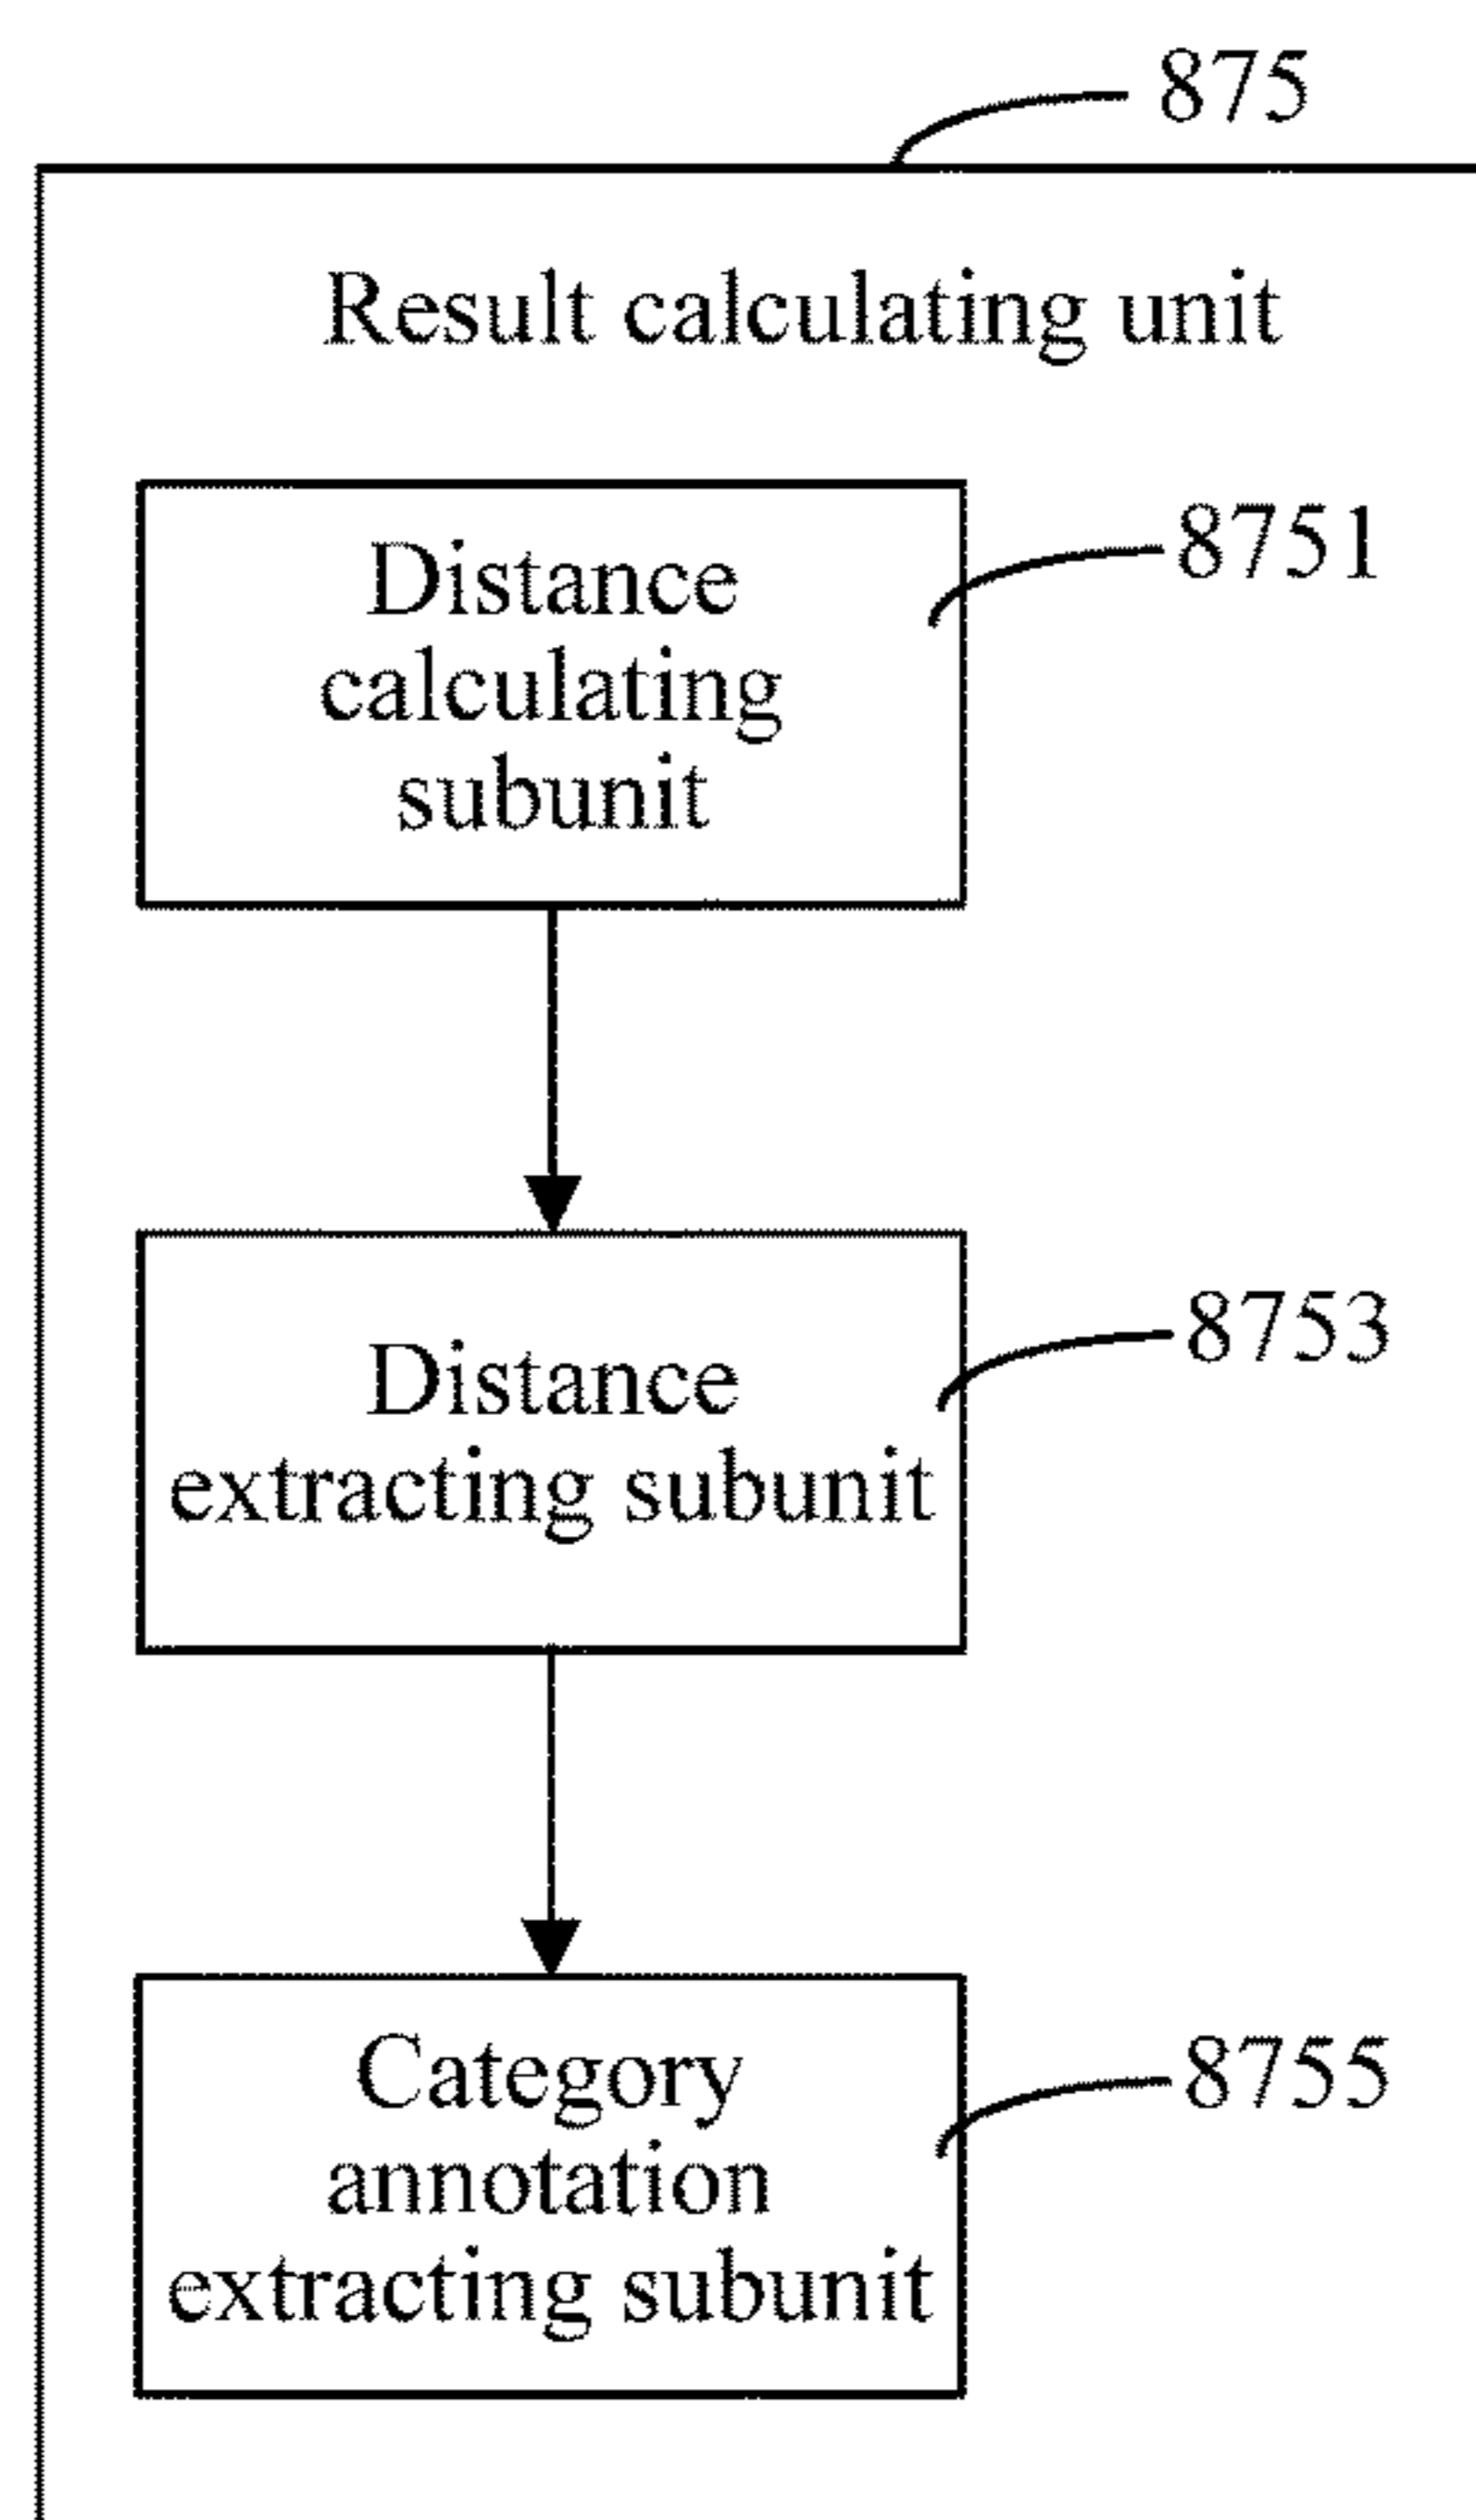 875
Result calculating unit
Distance
calculating
subunit
8751
Distance
extracting subunit
8753
Category
annotation
extracting subunit
8755